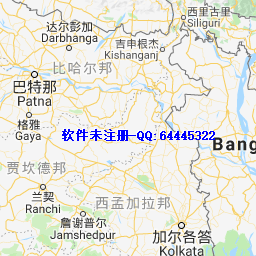 西里古里
Siliguri
达尔彭加
Darbhanga
吉申根杰
Kishanganj
比哈尔邦
巴特那
Patna
格雅
Gaya
软件未注册-QQ:64445322
Bang
贾坎德邦
兰契
Ranchi
西孟加拉邦
詹谢普尔
Jamshedpur
加尔各答
Kolkata